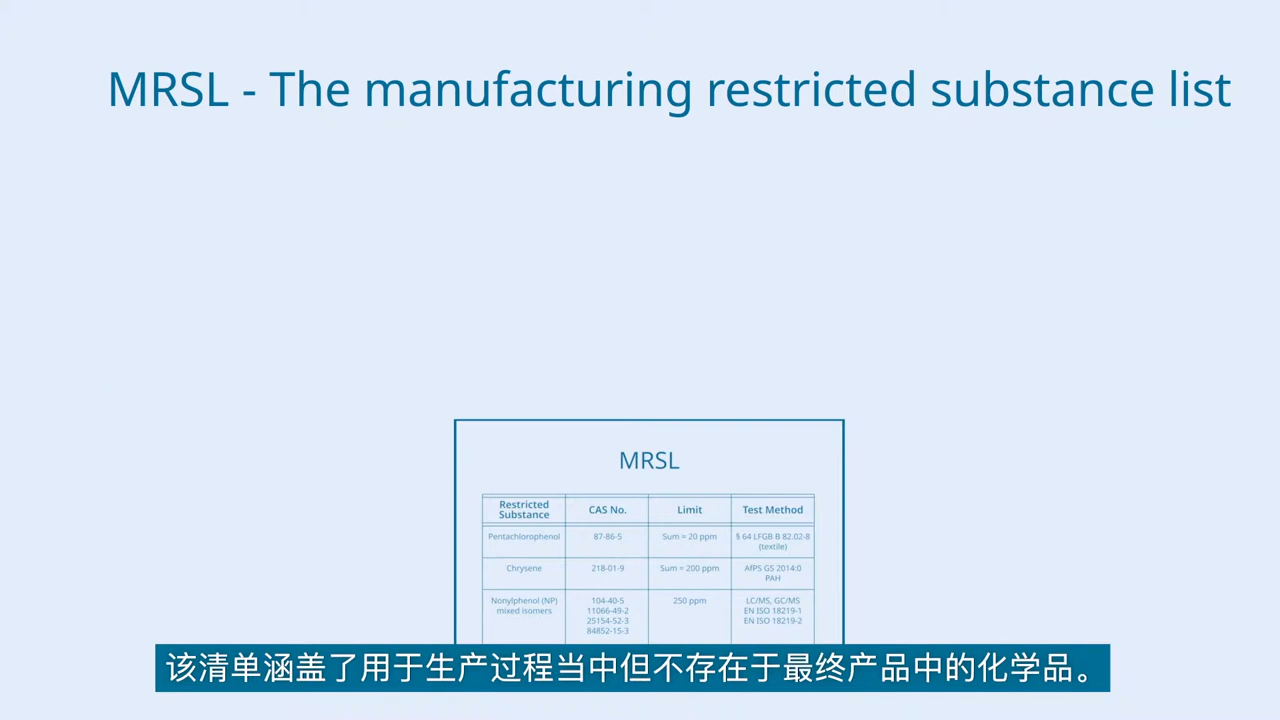 MRSL - The manufacturing restricted substance list
MRSL
Restricted Substance CAS No. Limit Test Method
Pentachlorophenol 87-86-5 Sum = 20 ppm § 64 LFGB B 82.02-8 (textile)
Chrysene 218-01-9 Sum = 200 ppm AfPS GS 2014:0 PAH
Nonylphenol (NP) mixed isomers 104-40-5 11066-49-2 25154-52-3 84852-15-3 250 ppm LC/MS, GC/MS EN ISO 18219-1 EN ISO 18219-2
该清单涵盖了用于生产过程当中但不存在于最终产品中的化学品。